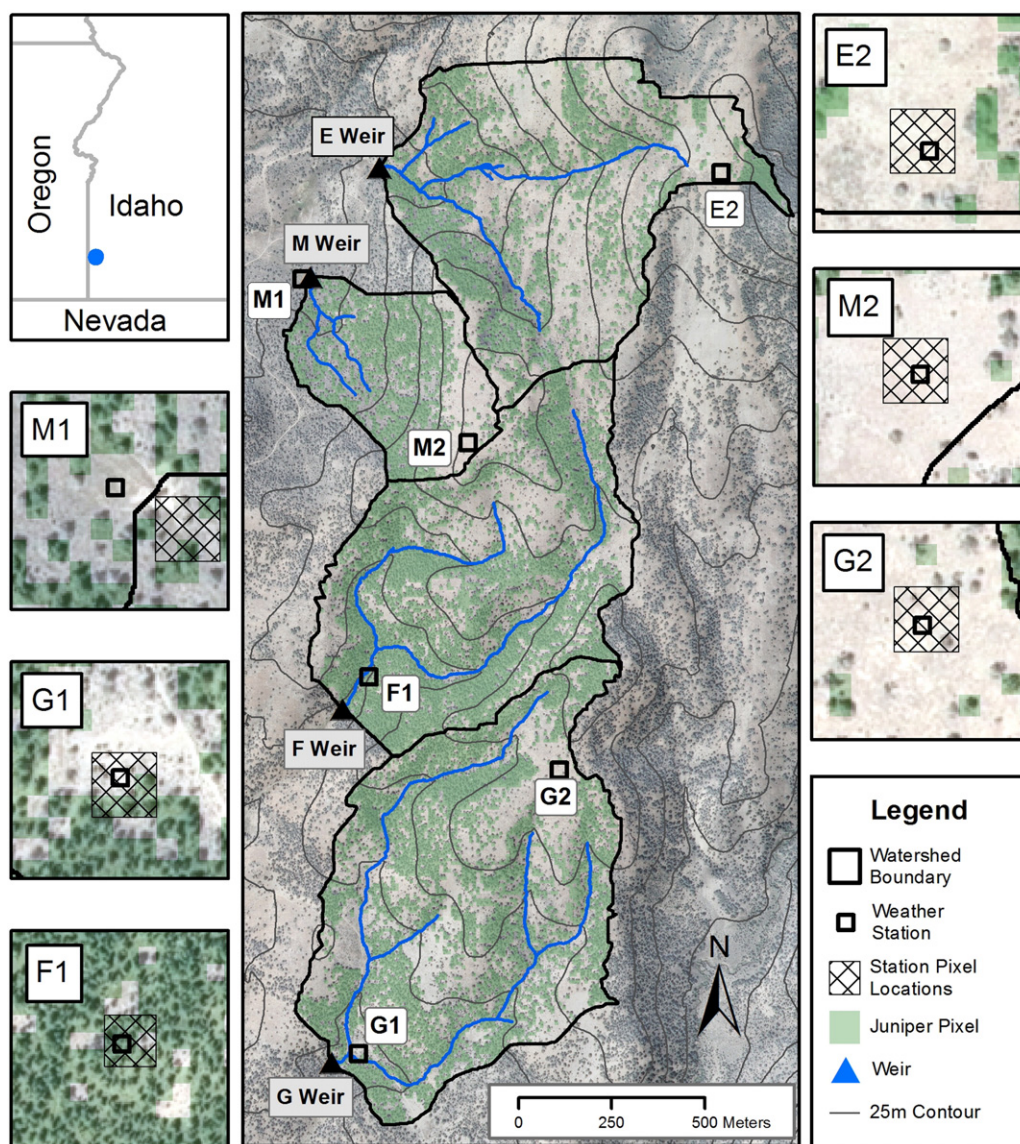 Oregon
Idaho
Nevada
M1
G1
F1
E Weir
E2
M Weir
M1
M2
F1
F Weir
G2
G1
G Weir
N
0 250 500 Meters
E2
M2
G2
Legend
Watershed
Boundary
Weather
Station
Station Pixel
Locations
Juniper Pixel
Weir
25m Contour